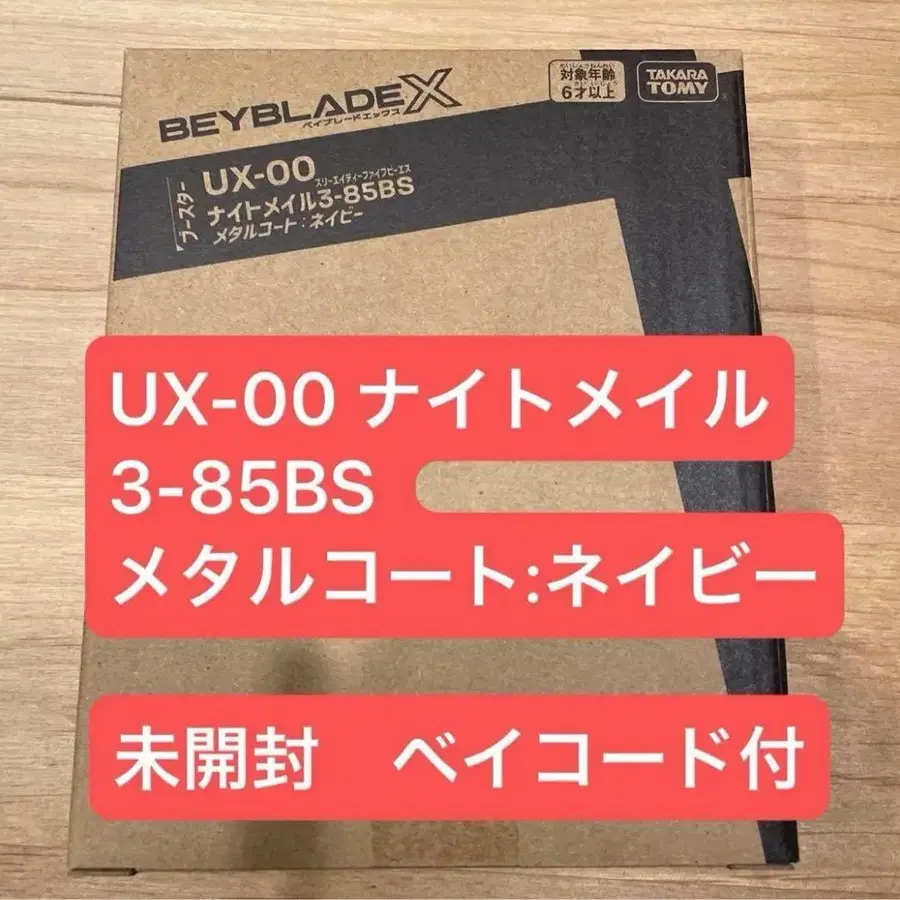 BEYBLADE X
ベイブレードエックス
対象年齢
6才以上
TAKARA
TOMY
ブースター
UX-00
スリーエイティーファイブビーエス
ナイトメイル3-85BS
メタルコート:ネイビー
UX-00 ナイトメイル
3-85BS
メタルコート:ネイビー
未開封　ベイコード付